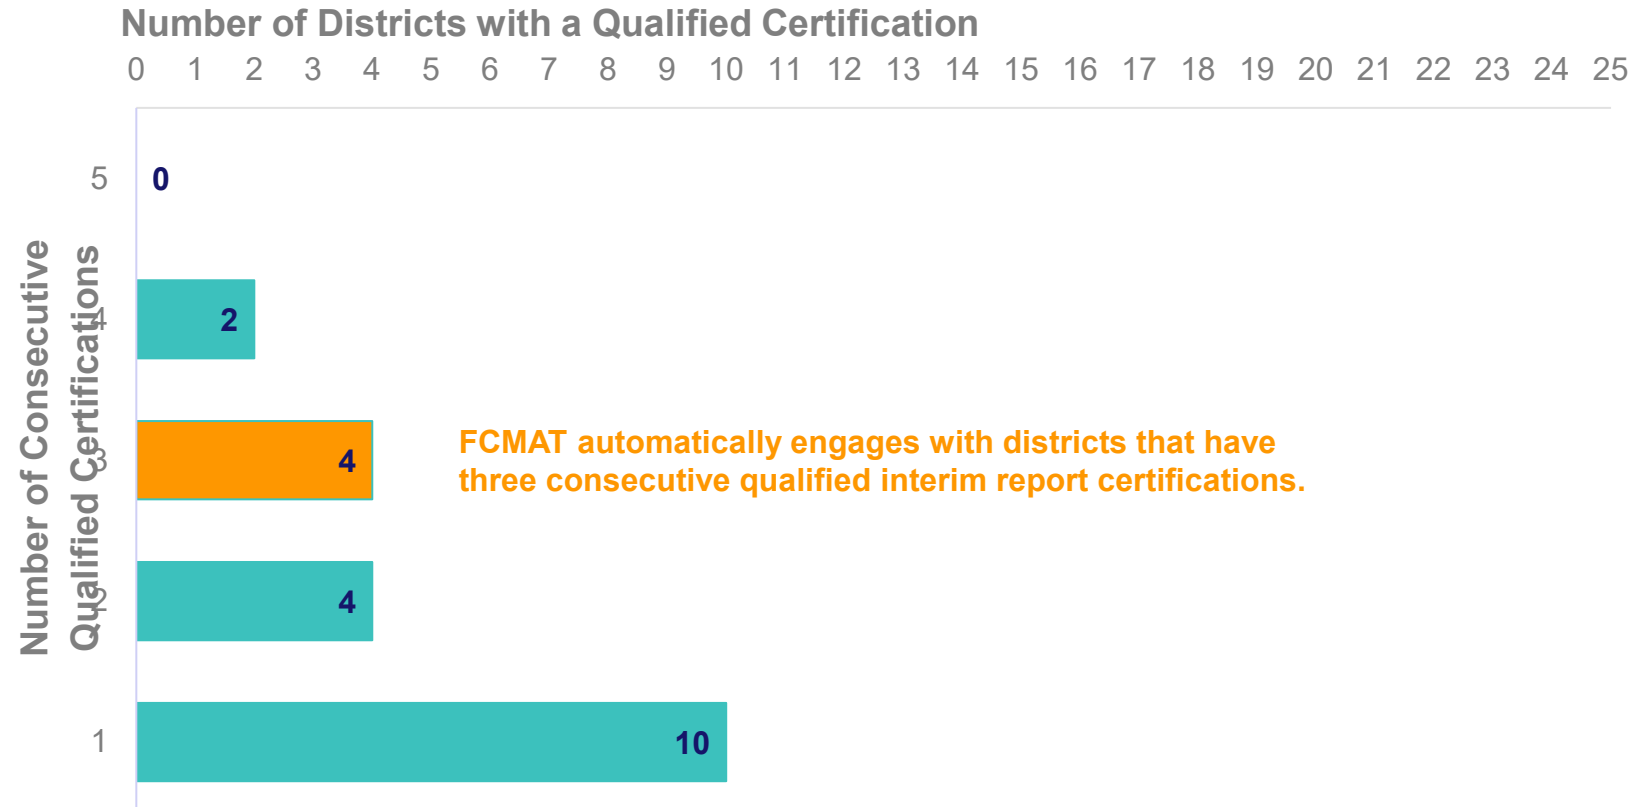 Number of Districts with a Qualified Certification
0 1 2 3 4 5 6 7 8 9 10 11 12 13 14 15 16 17 18 19 20 21 22 23 24 25
Number of Consecutive
Qualified Certifications
5 0
4 2
3 4
FCMAT automatically engages with districts that have
three consecutive qualified interim report certifications.
2 4
1 10